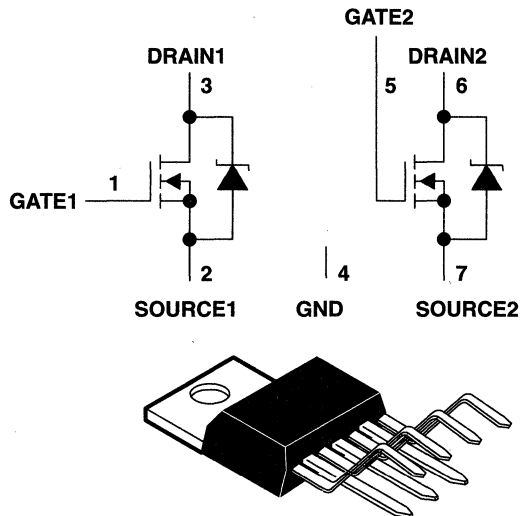 GATE2
DRAIN1
DRAIN2
3
5
6
1
GATE1
2
4
7
SOURCE1
GND
SOURCE2